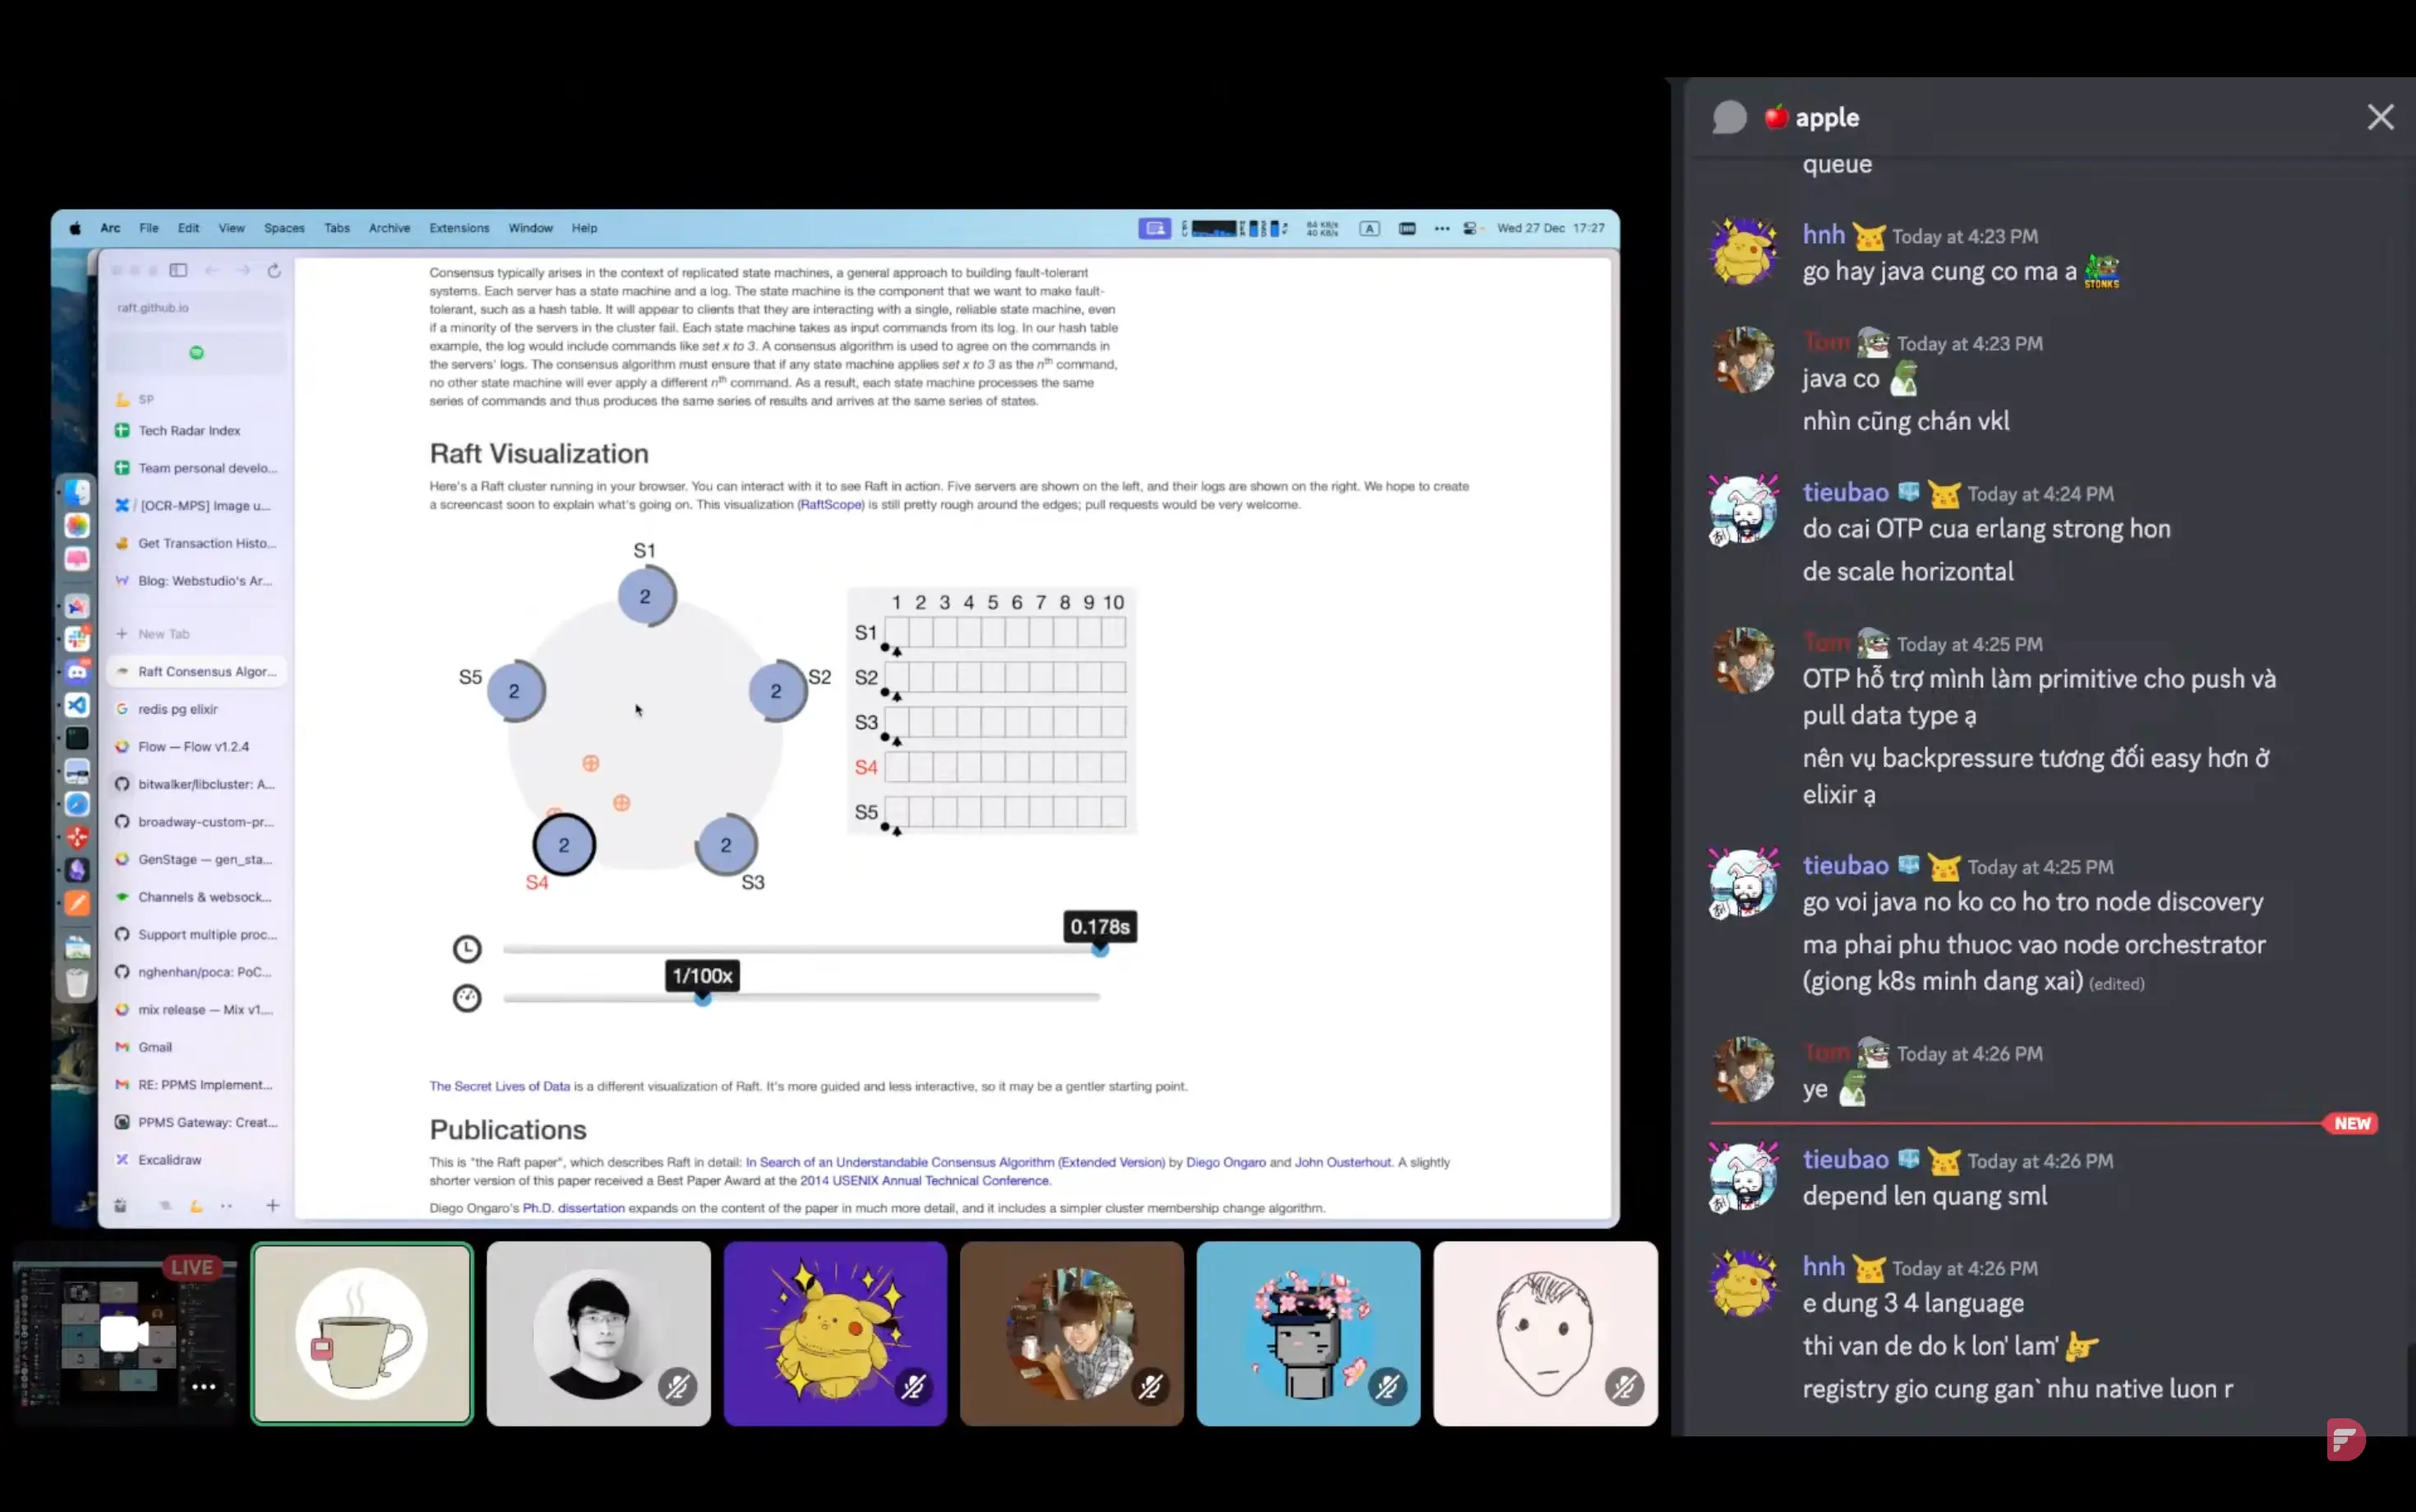 Arc File Edit View Spaces Tabs Archive Extensions Window Help
84 KB/s
40 KB/s
A
Wed 27 Dec 17:27
raft.github.io
SP
Tech Radar Index
Team personal develo...
/ [OCR-MPS] Image u...
Get Transaction Histo...
Blog: Webstudio's Ar...
+ New Tab
Raft Consensus Algor...
redis pg elixir
Flow — Flow v1.2.4
bitwalker/libcluster: A...
broadway-custom-pr...
GenStage — gen_sta...
Channels & websock...
Support multiple proc...
nghenhan/poca: PoC...
mix release — Mix v1....
Gmail
RE: PPMS Implement...
PPMS Gateway: Creat...
Excalidraw
Consensus typically arises in the context of replicated state machines, a general approach to building fault-tolerant
systems. Each server has a state machine and a log. The state machine is the component that we want to make fault-
tolerant, such as a hash table. It will appear to clients that they are interacting with a single, reliable state machine, even
if a minority of the servers in the cluster fail. Each state machine takes as input commands from its log. In our hash table
example, the log would include commands like set x to 3. A consensus algorithm is used to agree on the commands in
the servers' logs. The consensus algorithm must ensure that if any state machine applies set x to 3 as the nth command,
no other state machine will ever apply a different nth command. As a result, each state machine processes the same
series of commands and thus produces the same series of results and arrives at the same series of states.
Raft Visualization
Here's a Raft cluster running in your browser. You can interact with it to see Raft in action. Five servers are shown on the left, and their logs are shown on the right. We hope to create
a screencast soon to explain what's going on. This visualization (RaftScope) is still pretty rough around the edges; pull requests would be very welcome.
S1
2
S5
2
2
S2
2
S4
2
S3
1 2 3 4 5 6 7 8 9 10
S1
S2
S3
S4
S5
0.178s
1/100x
The Secret Lives of Data is a different visualization of Raft. It's more guided and less interactive, so it may be a gentler starting point.
Publications
This is "the Raft paper", which describes Raft in detail: In Search of an Understandable Consensus Algorithm (Extended Version) by Diego Ongaro and John Ousterhout. A slightly
shorter version of this paper received a Best Paper Award at the 2014 USENIX Annual Technical Conference.
Diego Ongaro's Ph.D. dissertation expands on the content of the paper in much more detail, and it includes a simpler cluster membership change algorithm.
LIVE
apple
queue
hnh Today at 4:23 PM
go hay java cung co ma a
STONKS
Tom Today at 4:23 PM
java co
nhìn cũng chán vkl
tieubao Today at 4:24 PM
do cai OTP cua erlang strong hon
de scale horizontal
Tom Today at 4:25 PM
OTP hỗ trợ mình làm primitive cho push và
pull data type ạ
nên vụ backpressure tương đối easy hơn ở
elixir ạ
tieubao Today at 4:25 PM
go voi java no ko co ho tro node discovery
ma phai phu thuoc vao node orchestrator
(giong k8s minh dang xai) (edited)
Tom Today at 4:26 PM
ye
NEW
tieubao Today at 4:26 PM
depend len quang sml
hnh Today at 4:26 PM
e dung 3 4 language
thi van de do k lon' lam'
registry gio cung gan` nhu native luon r